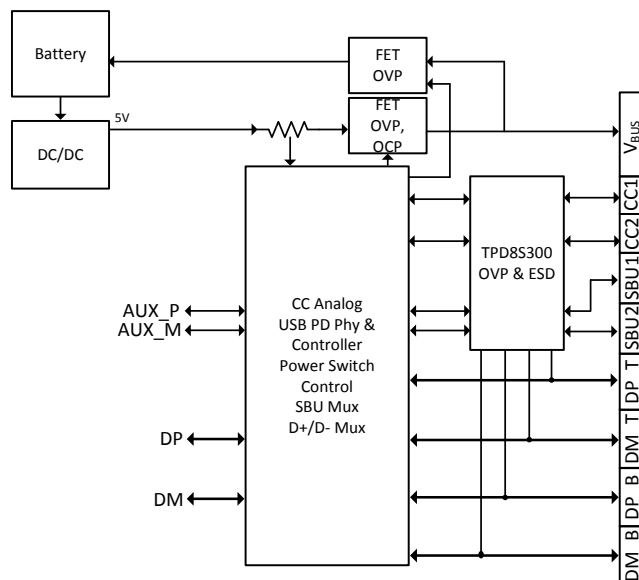 Battery
FET
OVP
5V
FET
OVP,
OCP
DC/DC
VBUS
CC1
CC2
SBU1
SBU2
DP T
DM T
DP B
DM B
TPD8S300
OVP & ESD
AUX_P
AUX_M
CC Analog
USB PD Phy &
Controller
Power Switch
Control
SBU Mux
D+/D- Mux
DP
DM